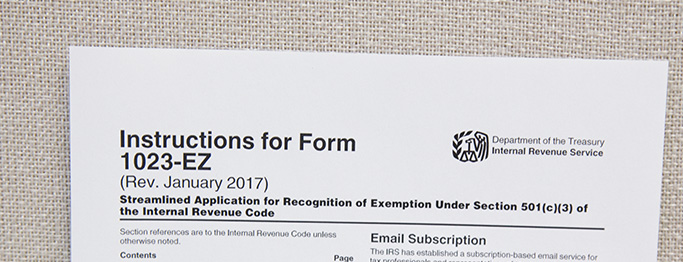 Instructions for Form
1023-EZ
(Rev. January 2017)
Department of the Treasury
Internal Revenue Service
Streamlined Application for Recognition of Exemption Under Section 501(c)(3) of
the Internal Revenue Code
Section references are to the Internal Revenue Code unless
otherwise noted.
Contents Page
Email Subscription
The IRS has established a subscription-based email service for
tax professionals and